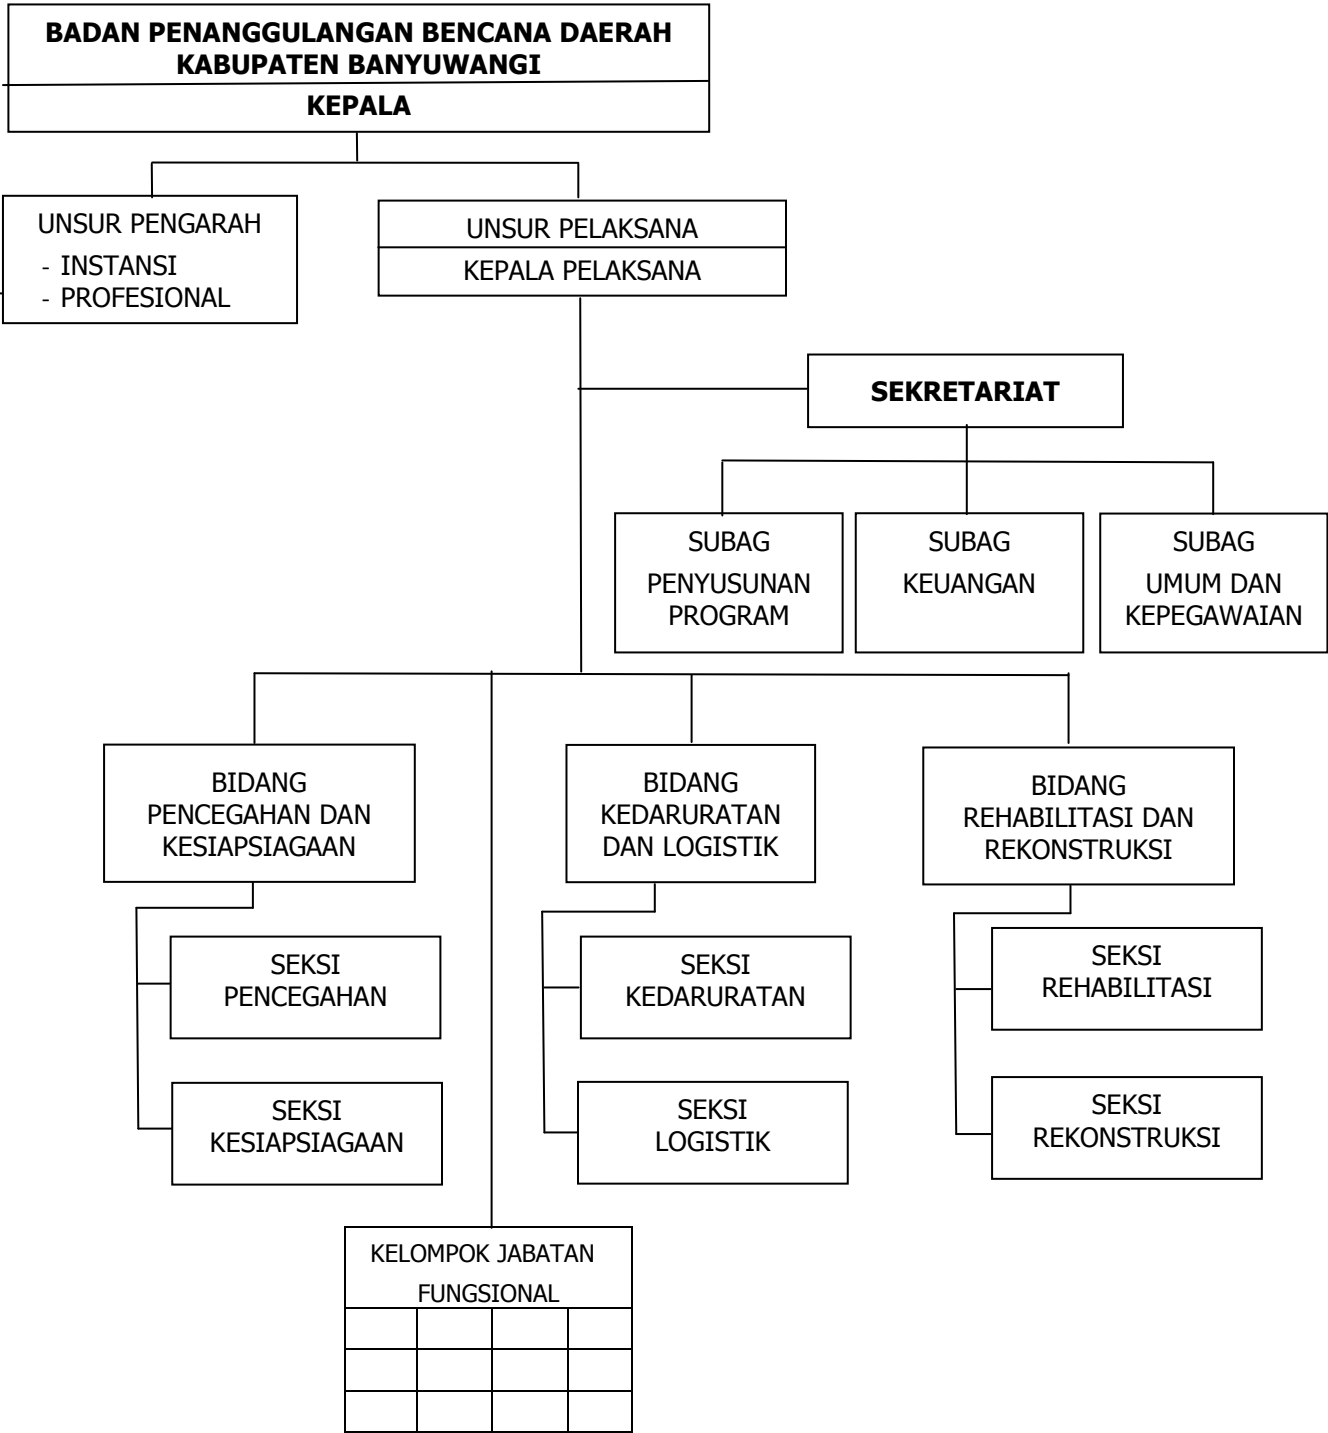 BADAN PENANGGULANGAN BENCANA DAERAH
KABUPATEN BANYUWANGI
KEPALA
UNSUR PENGARAH
- INSTANSI
- PROFESIONAL
UNSUR PELAKSANA
KEPALA PELAKSANA
SEKRETARIAT
SUBAG
PENYUSUNAN
PROGRAM
SUBAG
KEUANGAN
SUBAG
UMUM DAN
KEPEGAWAIAN
BIDANG
PENCEGAHAN DAN
KESIAPSIAGAAN
BIDANG
KEDARURATAN
DAN LOGISTIK
BIDANG
REHABILITASI DAN
REKONSTRUKSI
SEKSI
PENCEGAHAN
SEKSI
KEDARURATAN
SEKSI
REHABILITASI
SEKSI
KESIAPSIAGAAN
SEKSI
LOGISTIK
SEKSI
REKONSTRUKSI
KELOMPOK JABATAN
FUNGSIONAL